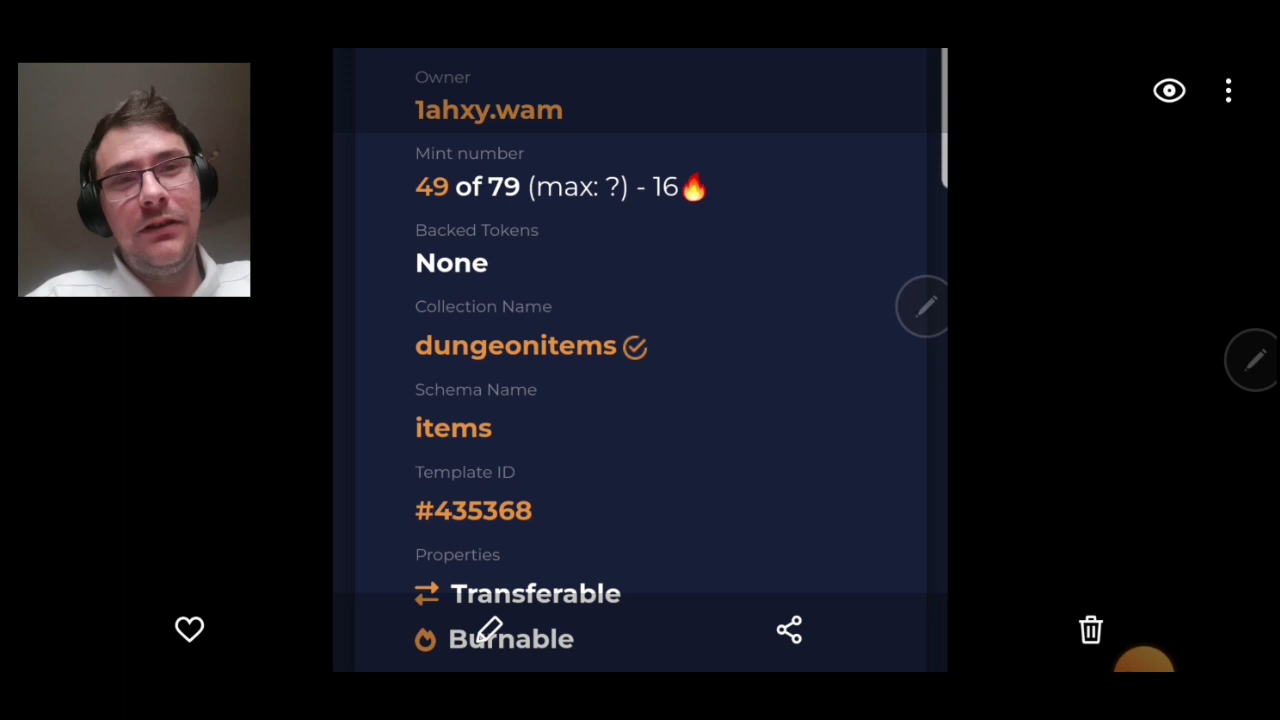 Owner
1ahxy.wam
Mint number
49 of 79 (max: ?) - 16🔥
Backed Tokens
None
Collection Name
dungeonitems
Schema Name
items
Template ID
#435368
Properties
Transferable
Burnable